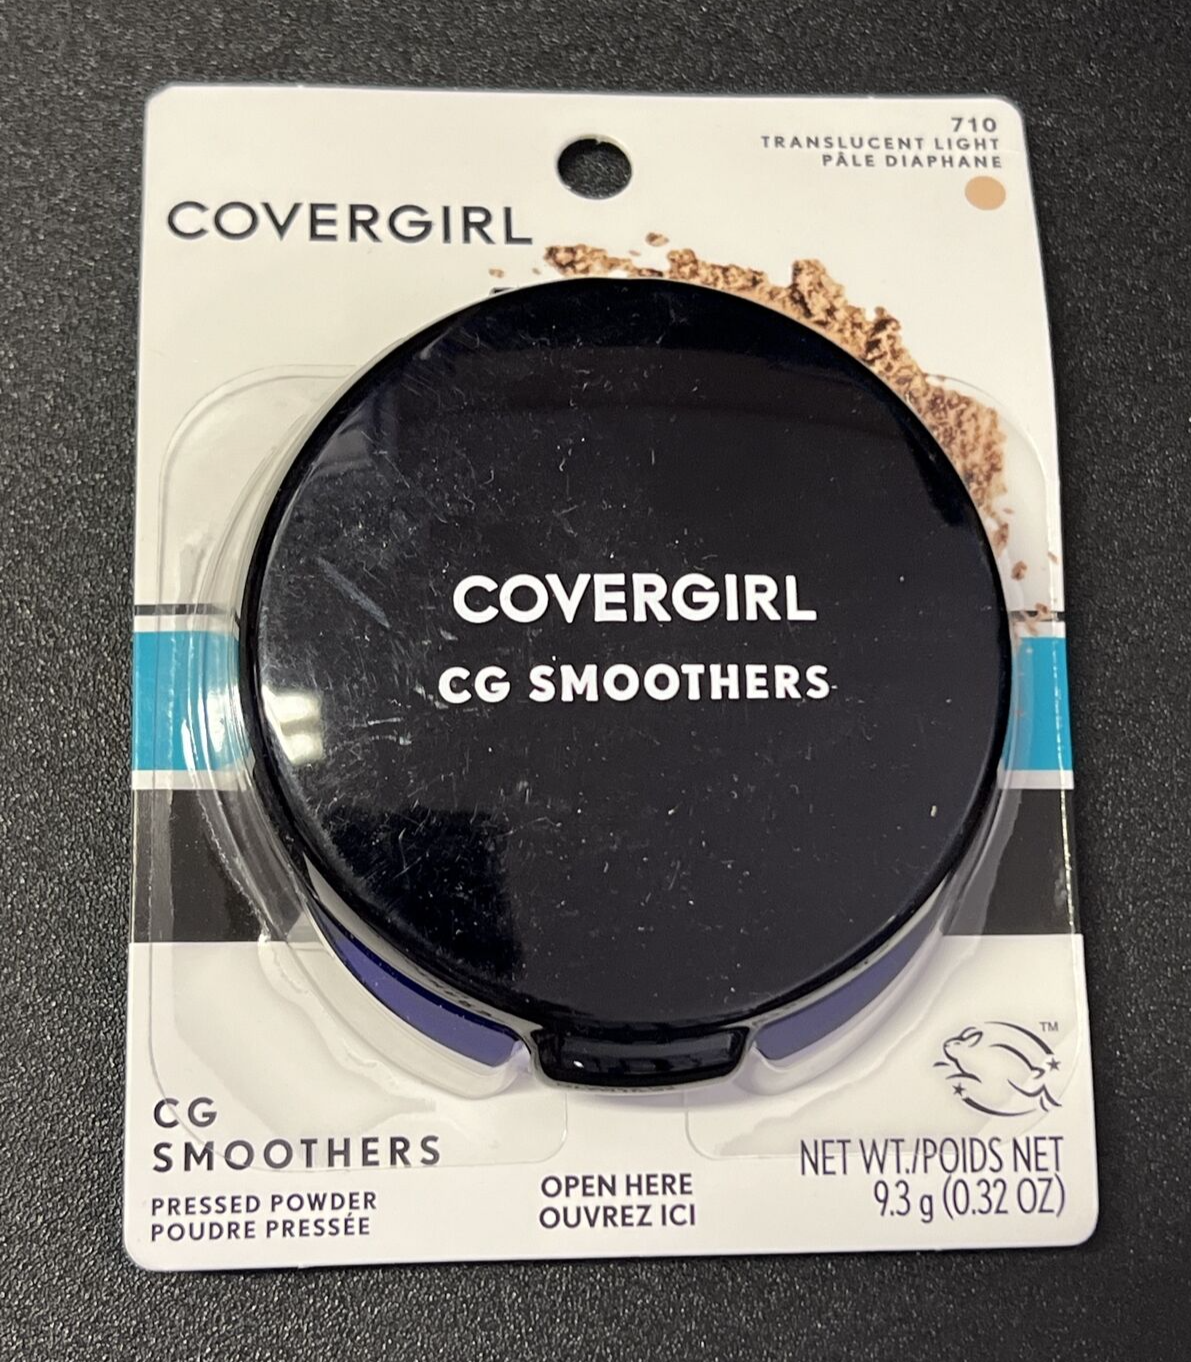 710
TRANSLUCENT LIGHT
PÂLE DIAPHANE
COVERGIRL
COVERGIRL
CG SMOOTHERS
CG
SMOOTHERS
PRESSED POWDER
POUDRE PRESSÉE
OPEN HERE
OUVREZ ICI
TM
NET WT./POIDS NET
9.3 g (0.32 OZ)